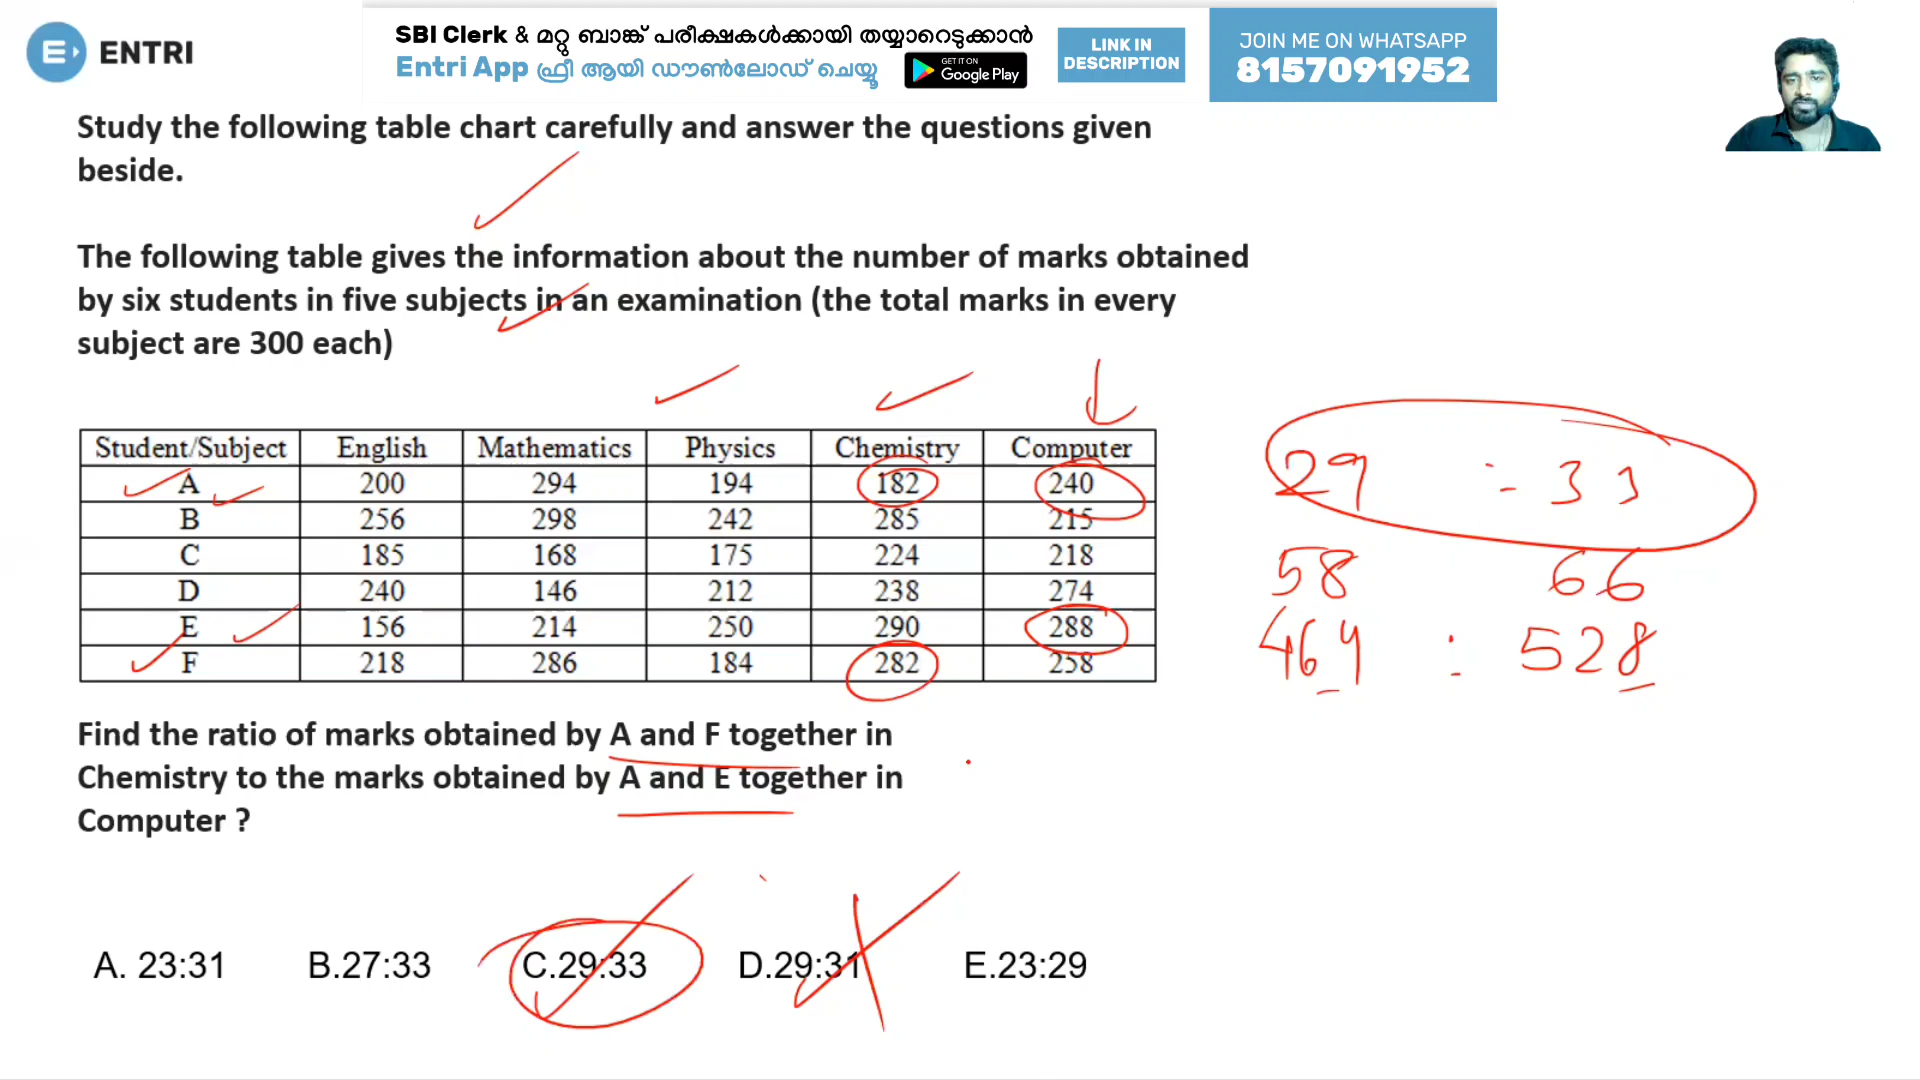 ENTRI
SBI Clerk & മറ്റു ബാങ്ക് പരീക്ഷകൾക്കായി തയ്യാറെടുക്കാൻ
Entri App ഫ്രീ ആയി ഡൗൺലോഡ് ചെയ്യൂ
GET IT ON
Google Play
LINK IN
DESCRIPTION
JOIN ME ON WHATSAPP
8157091952
Study the following table chart carefully and answer the questions given
beside.
The following table gives the information about the number of marks obtained
by six students in five subjects in an examination (the total marks in every
subject are 300 each)
Student/Subject English Mathematics Physics Chemistry Computer
A 200 294 194 182 240
B 256 298 242 285 215
C 185 168 175 224 218
D 240 146 212 238 274
E 156 214 250 290 288
F 218 286 184 282 258
29 : 33
58 66
464 : 528
Find the ratio of marks obtained by A and F together in
Chemistry to the marks obtained by A and E together in
Computer ?
A. 23:31 B.27:33 C.29:33 D.29:31 E.23:29